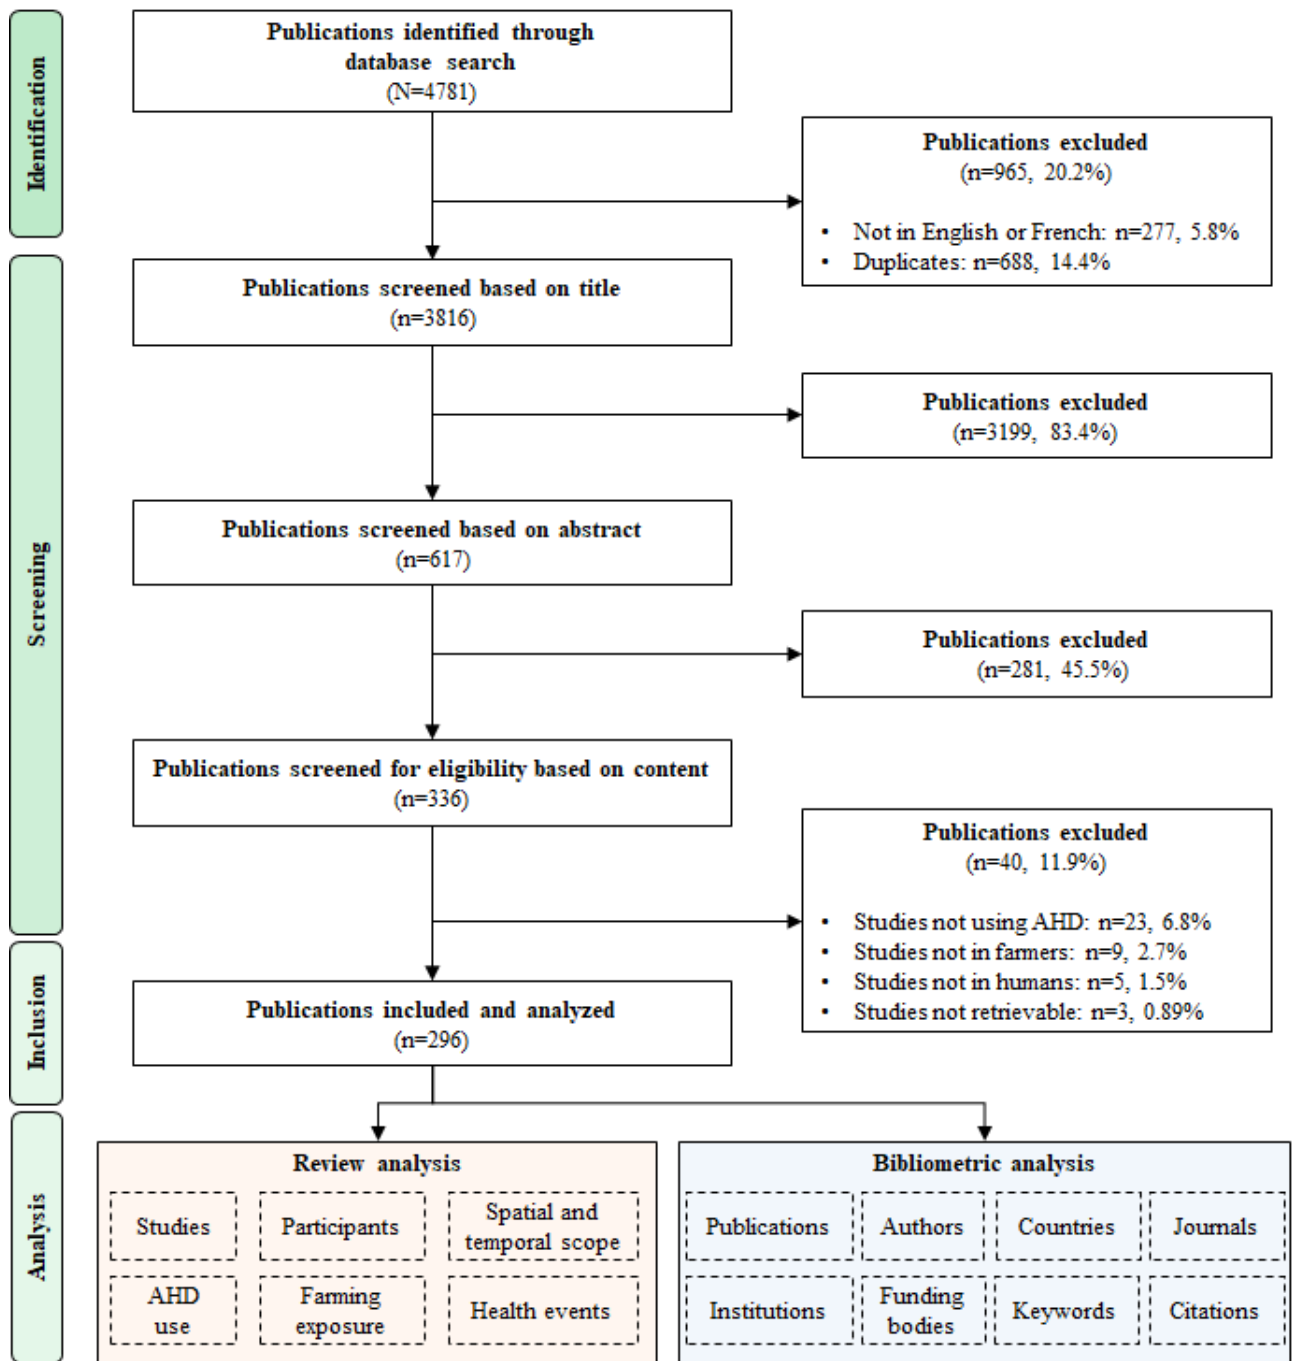 Identification
Publications identified through
database search
(N=4781)
Publications excluded
(n=965, 20.2%)
• Not in English or French: n=277, 5.8%
• Duplicates: n=688, 14.4%
Screening
Publications screened based on title
(n=3816)
Publications excluded
(n=3199, 83.4%)
Publications screened based on abstract
(n=617)
Publications excluded
(n=281, 45.5%)
Publications screened for eligibility based on content
(n=336)
Publications excluded
(n=40, 11.9%)
• Studies not using AHD: n=23, 6.8%
• Studies not in farmers: n=9, 2.7%
• Studies not in humans: n=5, 1.5%
• Studies not retrievable: n=3, 0.89%
Inclusion
Publications included and analyzed
(n=296)
Analysis
Review analysis
Studies
Participants
Spatial and
temporal scope
AHD
use
Farming
exposure
Health events
Bibliometric analysis
Publications
Authors
Countries
Journals
Institutions
Funding
bodies
Keywords
Citations